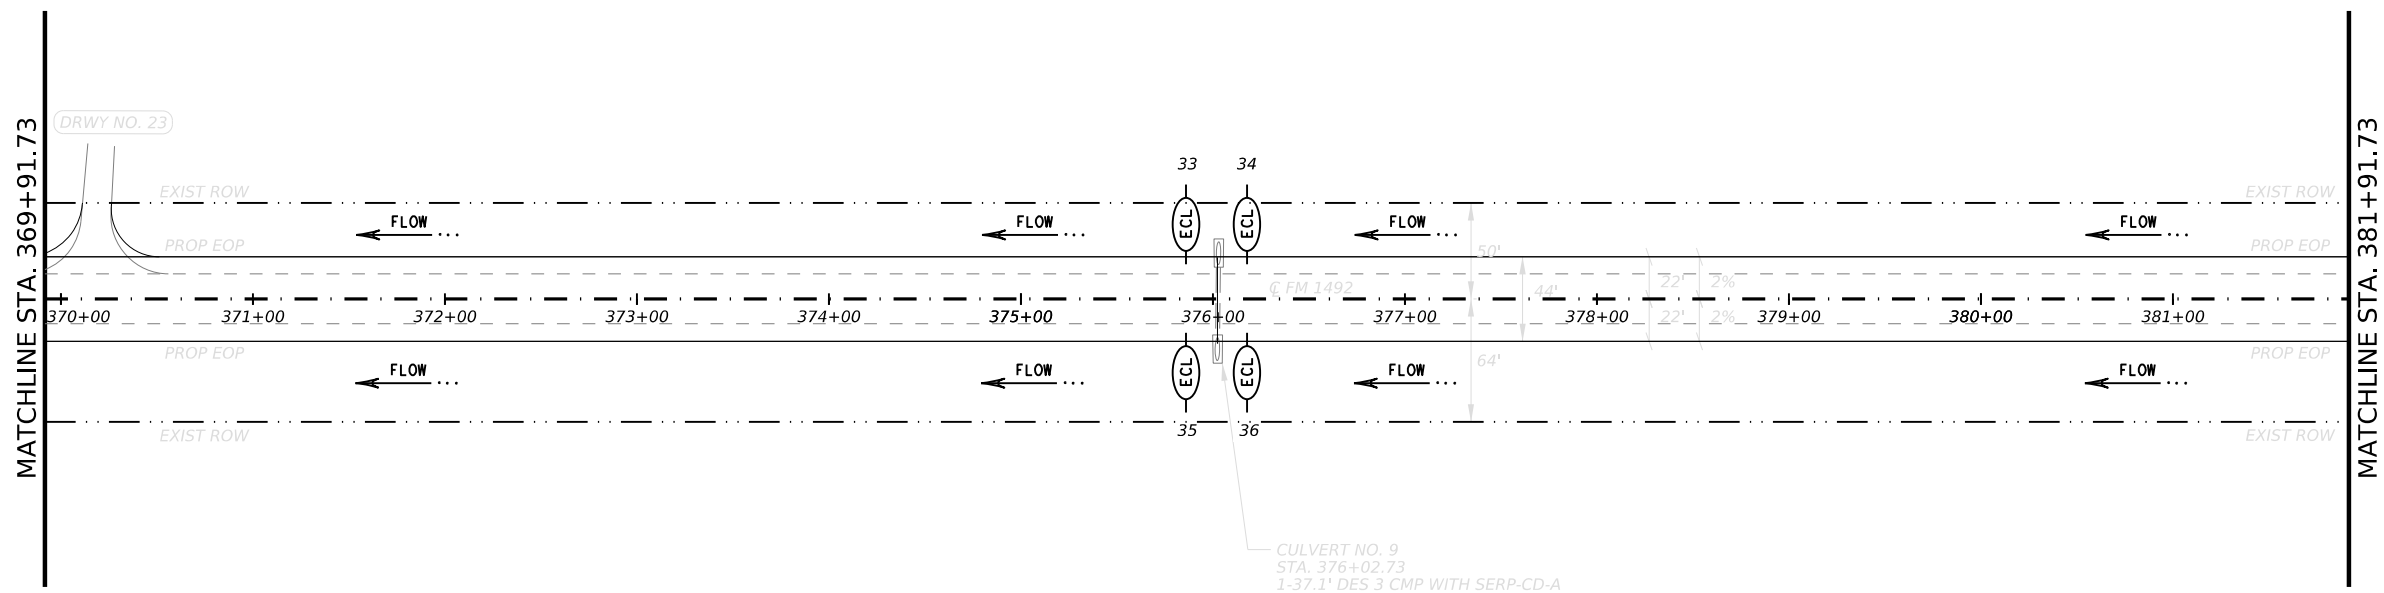 MATCHLINE STA. 369+91.73
DRWY NO. 23
33
34
EXIST ROW
EXIST ROW
FLOW
FLOW
ECL
ECL
FLOW
FLOW
PROP EOP
50'
PROP EOP
℄ FM 1492
44'
22'
2%
370+00
371+00
372+00
373+00
374+00
375+00
376+00
377+00
378+00
22'
2%
379+00
380+00
381+00
PROP EOP
64'
PROP EOP
FLOW
FLOW
ECL
ECL
FLOW
FLOW
EXIST ROW
35
36
EXIST ROW
CULVERT NO. 9
STA. 376+02.73
1-37.1' DES 3 CMP WITH SERP-CD-A
MATCHLINE STA. 381+91.73